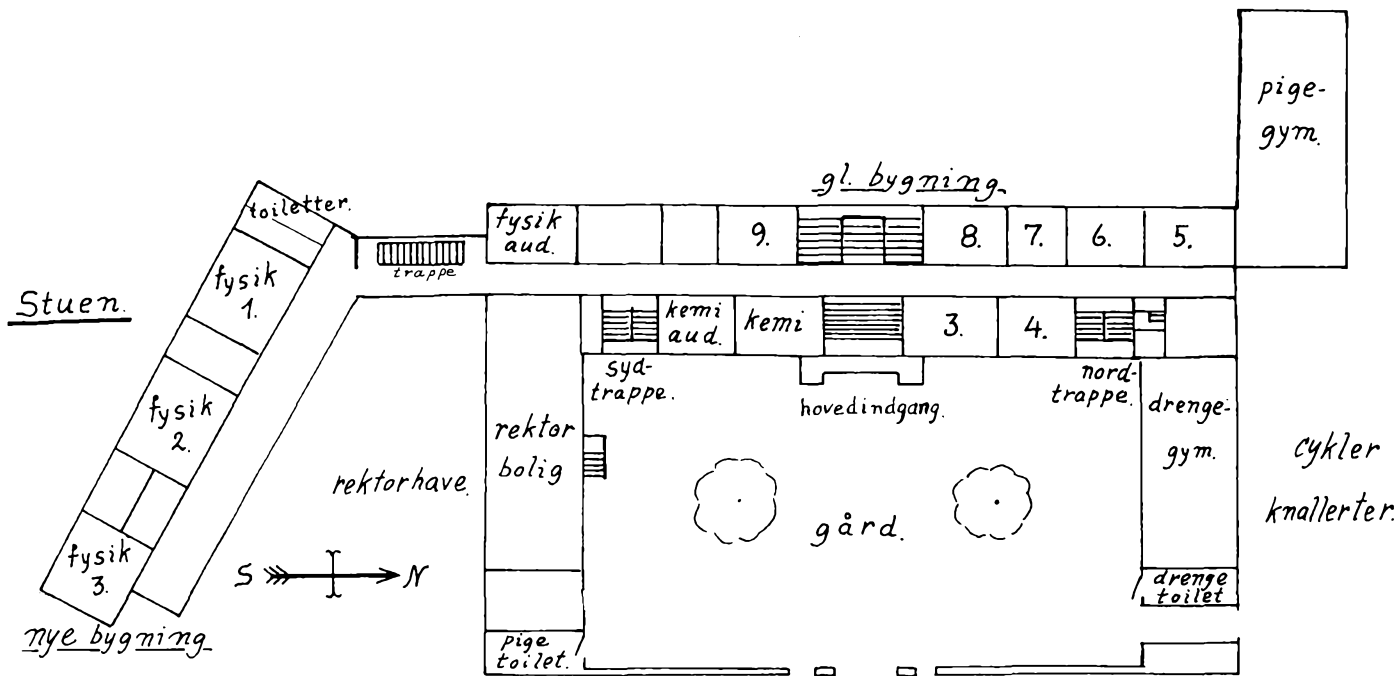 pige-
gym.
gl. bygning
toiletter.
fysik
aud.
9.
8.
7.
6.
5.
trappe
fysik
1.
Stuen.
kemi
aud.
kemi
3.
4.
syd-
trappe.
nord-
trappe.
hovedindgang.
drenge-
gym.
fysik
2.
rektor
bolig
rektorhave.
cykler
knallerter.
gård.
fysik
3.
S N
drenge
toilet
nye bygning
pige
toilet.